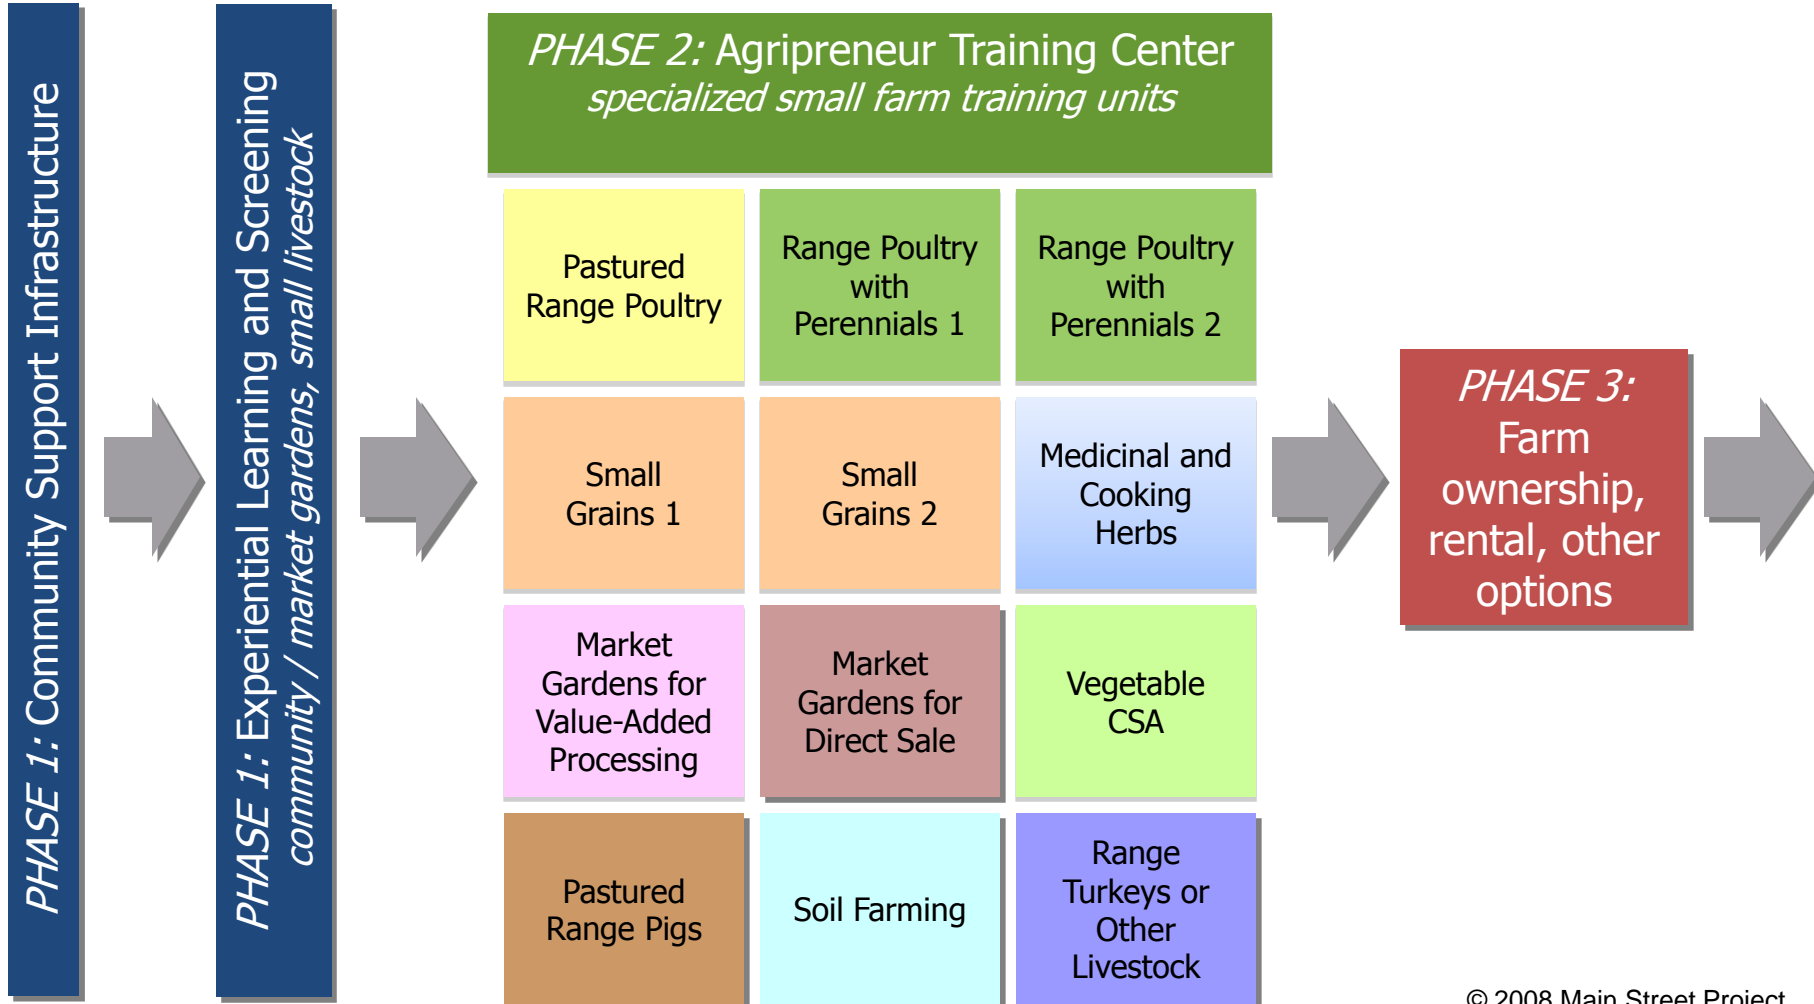 PHASE 1: Community Support Infrastructure
PHASE 1: Experiential Learning and Screening
community / market gardens, small livestock
PHASE 2: Agripreneur Training Center
specialized small farm training units
Pastured
Range Poultry
Range Poultry
with
Perennials 1
Range Poultry
with
Perennials 2
Small
Grains 1
Small
Grains 2
Medicinal and
Cooking
Herbs
Market
Gardens for
Value-Added
Processing
Market
Gardens for
Direct Sale
Vegetable
CSA
Pastured
Range Pigs
Soil Farming
Range
Turkeys or
Other
Livestock
PHASE 3:
Farm
ownership,
rental, other
options
© 2008 Main Street Project